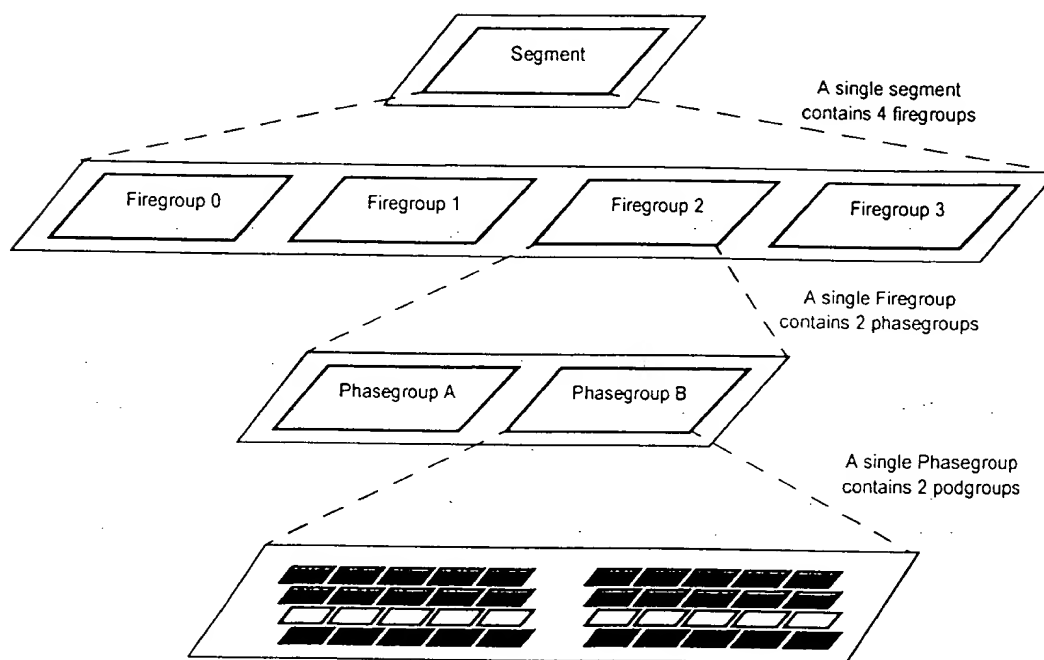 Segment
A single segment
contains 4 firegroups
Firegroup 0
Firegroup 1
Firegroup 2
Firegroup 3
A single Firegroup
contains 2 phasegroups
Phasegroup A
Phasegroup B
A single Phasegroup
contains 2 podgroups